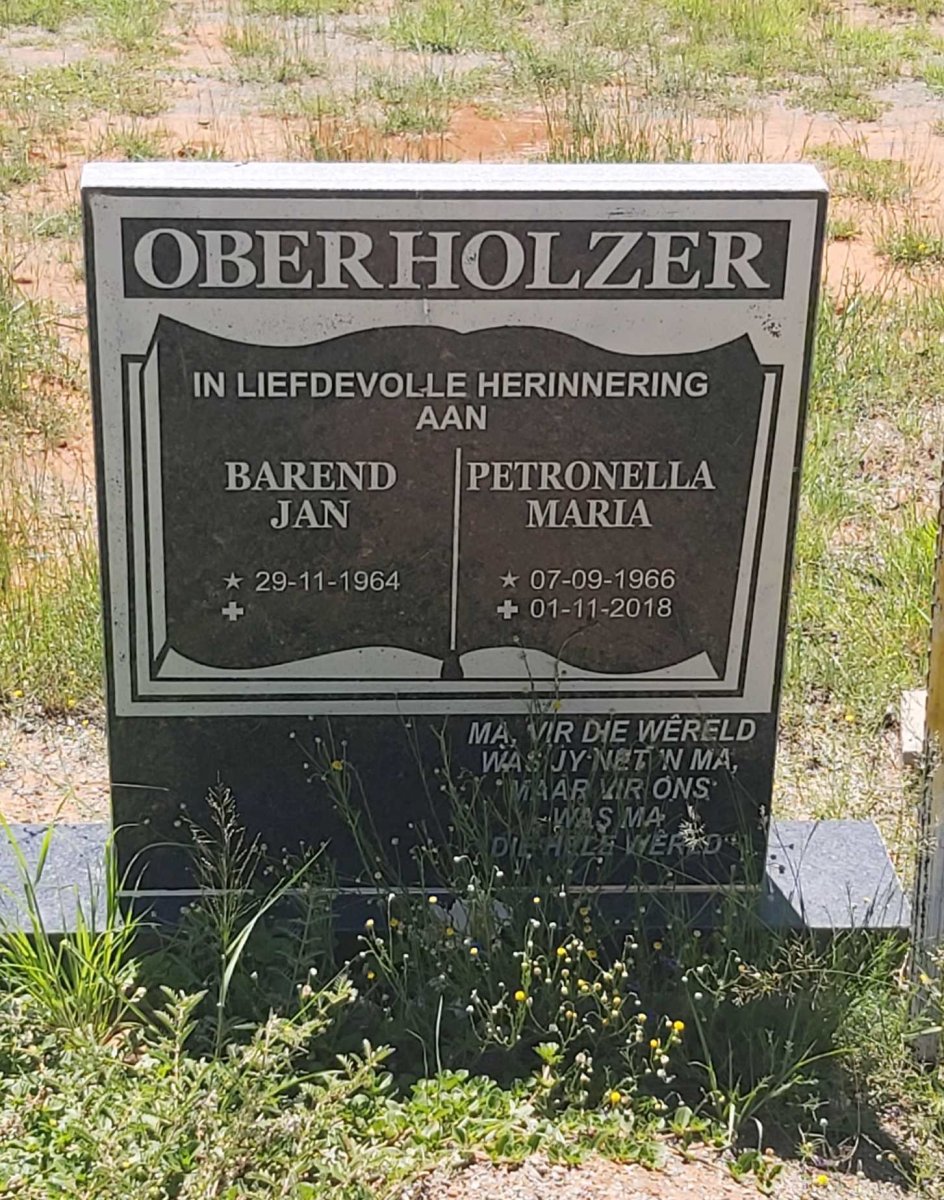 OBERHOLZER
IN LIEFDEVOLLE HERINNERING
AAN
BAREND
JAN
★ 29-11-1964
✚
PETRONELLA
MARIA
★ 07-09-1966
✚ 01-11-2018
MA, VIR DIE WÊRELD
WAS JY NET 'N MA,
MAAR VIR ONS
WAS MA
DIE HELE WÊRELD